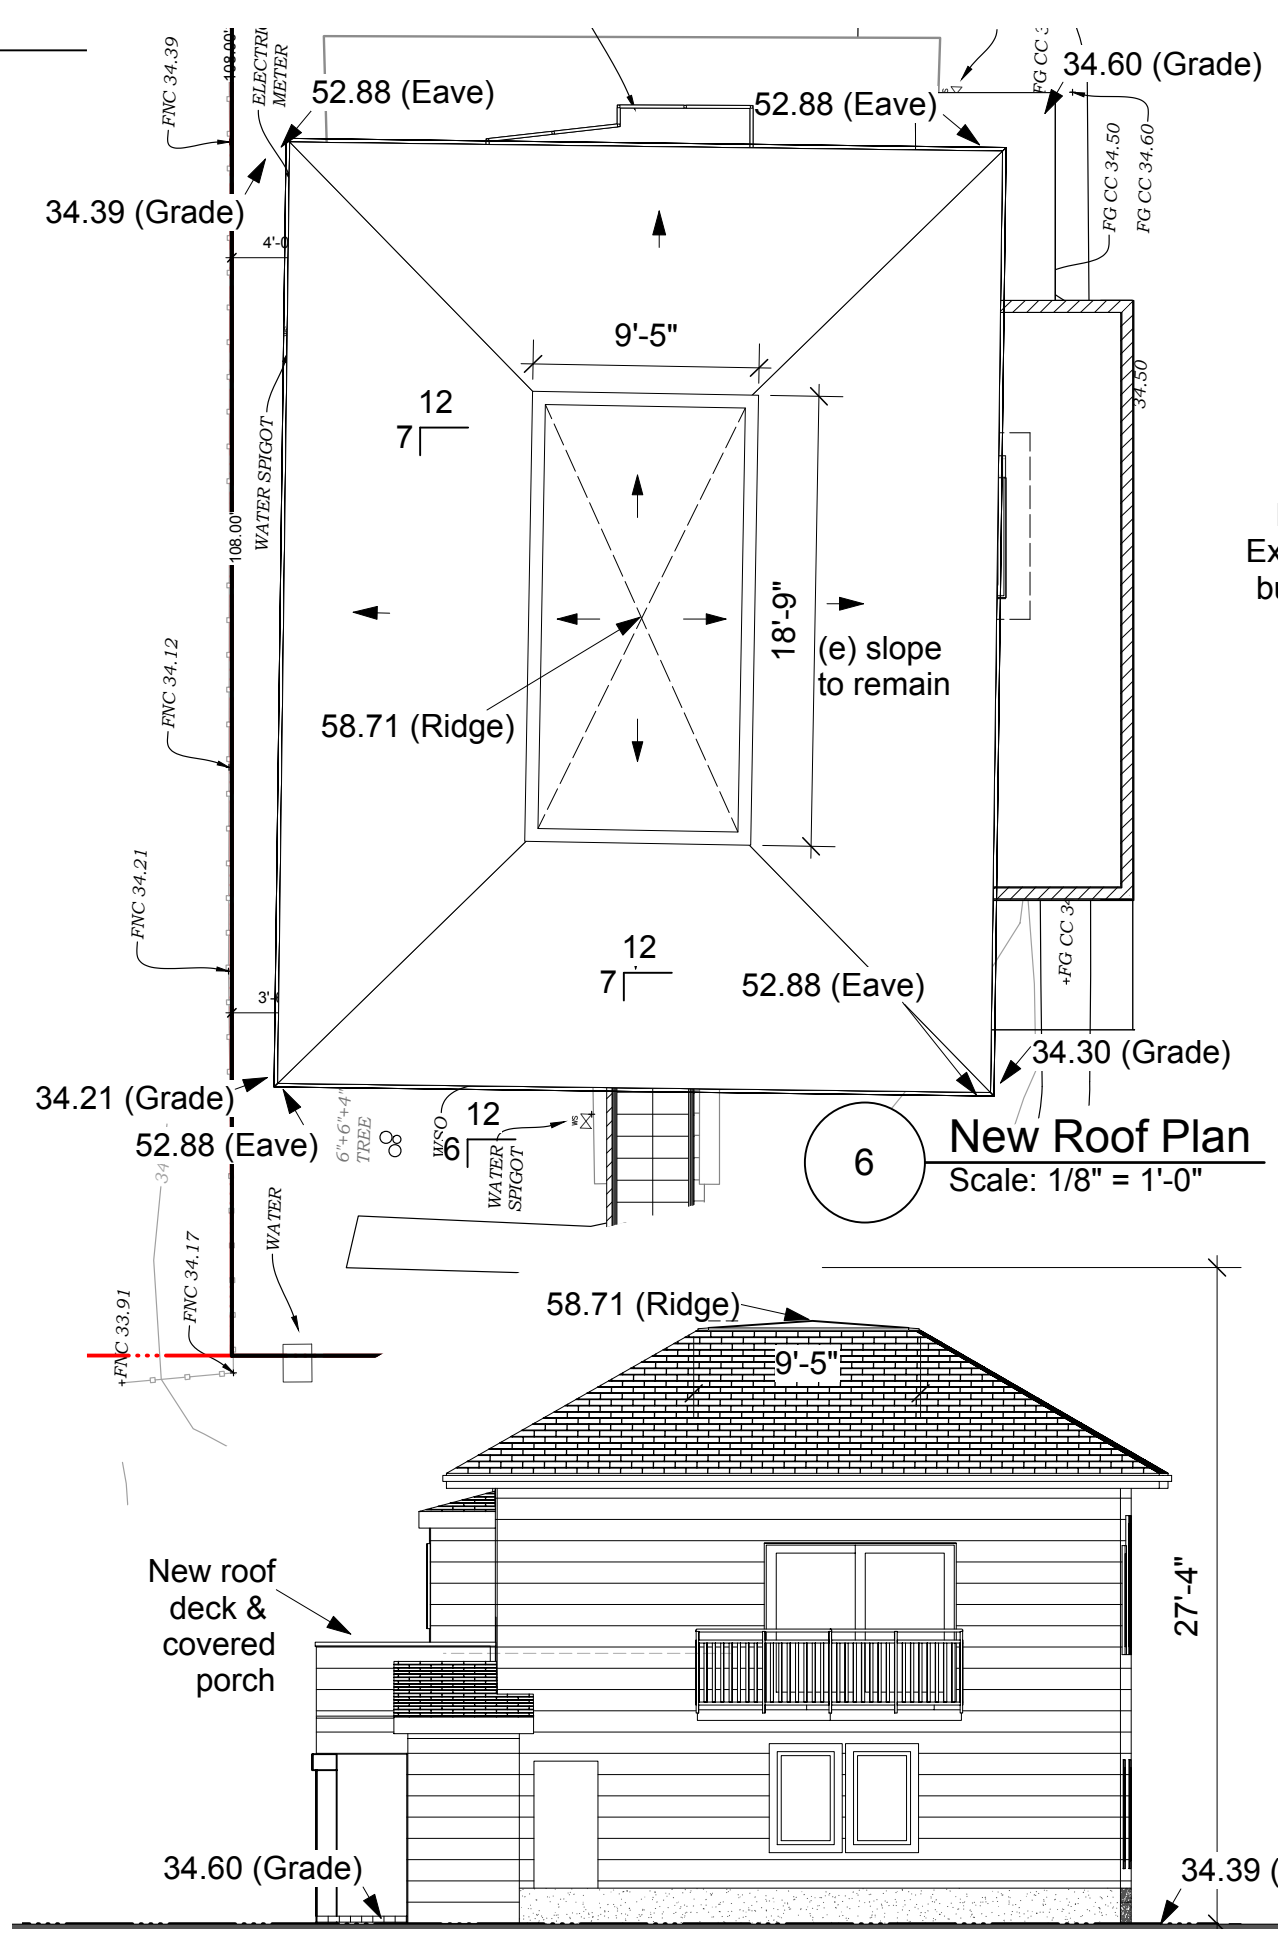 FNC 34.39
108.00'
METER
52.88 (Eave)
52.88 (Eave)
34.60 (Grade)
FG CC 34.50
FG CC 34.60
34.39 (Grade)
9'-5"
12
7
34.50
WATER SPIGOT
108.00'
18'-9"
(e) slope
to remain
FNC 34.12
58.71 (Ridge)
FNC 34.21
12
7
52.88 (Eave)
34.30 (Grade)
34.21 (Grade)
52.88 (Eave)
6"+6"+4"
TREE
OSM
12
6
WATER
SPIGOT
SW
34
6
New Roof Plan
Scale: 1/8" = 1'-0"
WATER
FNC 34.17
+FNC 33.91
58.71 (Ridge)
9'-5"
New roof
deck &
covered
porch
27'-4"
34.60 (Grade)
34.39 (